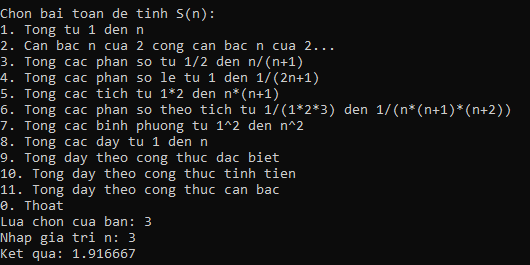 Chon bai toan de tinh S(n):
1. Tong tu 1 den n
2. Can bac n cua 2 cong can bac n cua 2...
3. Tong cac phan so tu 1/2 den n/(n+1)
4. Tong cac phan so le tu 1 den 1/(2n+1)
5. Tong cac tich tu 1*2 den n*(n+1)
6. Tong cac phan so theo tich tu 1/(1*2*3) den 1/(n*(n+1)*(n+2))
7. Tong cac binh phuong tu 1^2 den n^2
8. Tong cac day tu 1 den n
9. Tong day theo cong thuc dac biet
10. Tong day theo cong thuc tinh tien
11. Tong day theo cong thuc can bac
0. Thoat
Lua chon cua ban: 3
Nhap gia tri n: 3
Ket qua: 1.916667